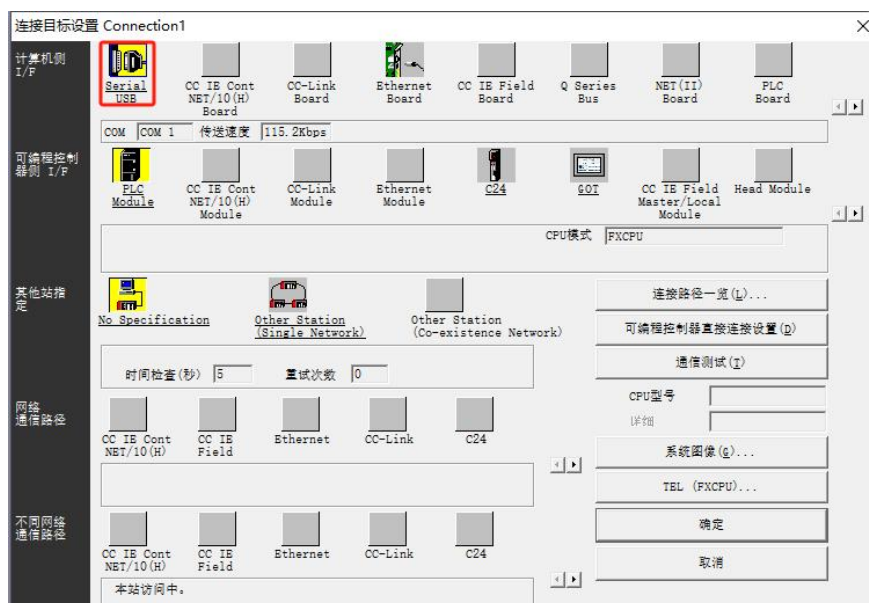 连接目标设置 Connection1
计算机侧
I/F
Serial
USB
CC IE Cont
NET/10(H)
Board
CC-Link
Board
Ethernet
Board
CC IE Field
Board
Q Series
Bus
NET(II)
Board
PLC
Board
COM COM 1 传送速度 115.2Kbps
可编程控制
器侧 I/F
PLC
Module
CC IE Cont
NET/10(H)
Module
CC-Link
Module
Ethernet
Module
C24
GOT
CC IE Field
Master/Local
Module
Head Module
CPU模式 FXCPU
其他站指
定
No Specification
Other Station
(Single Network)
Other Station
(Co-existence Network)
时间检查(秒) 5 重试次数 0
连接路径一览(L)...
可编程控制器直接连接设置(D)
通信测试(T)
CPU型号
详细
系统图像(G)...
TEL (FXCPU)...
确定
取消
网络
通信路径
CC IE Cont
NET/10(H)
CC IE
Field
Ethernet
CC-Link
C24
不同网络
通信路径
CC IE Cont
NET/10(H)
CC IE
Field
Ethernet
CC-Link
C24
本站访问中。